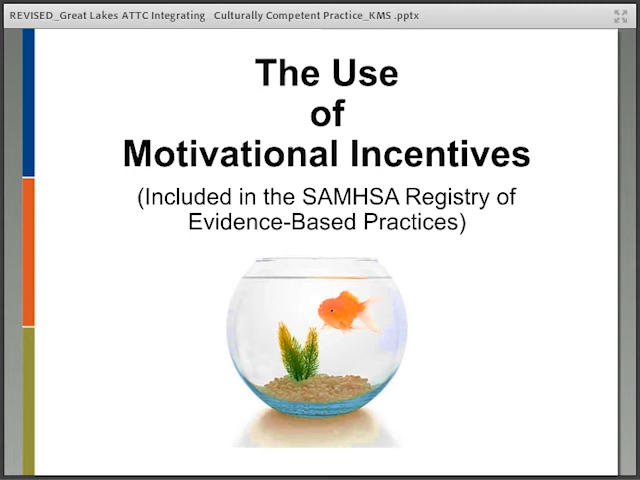 REVISED_Great Lakes ATTC Integrating   Culturally Competent Practice_KMS .pptx
The Use
of
Motivational Incentives
(Included in the SAMHSA Registry of
Evidence-Based Practices)